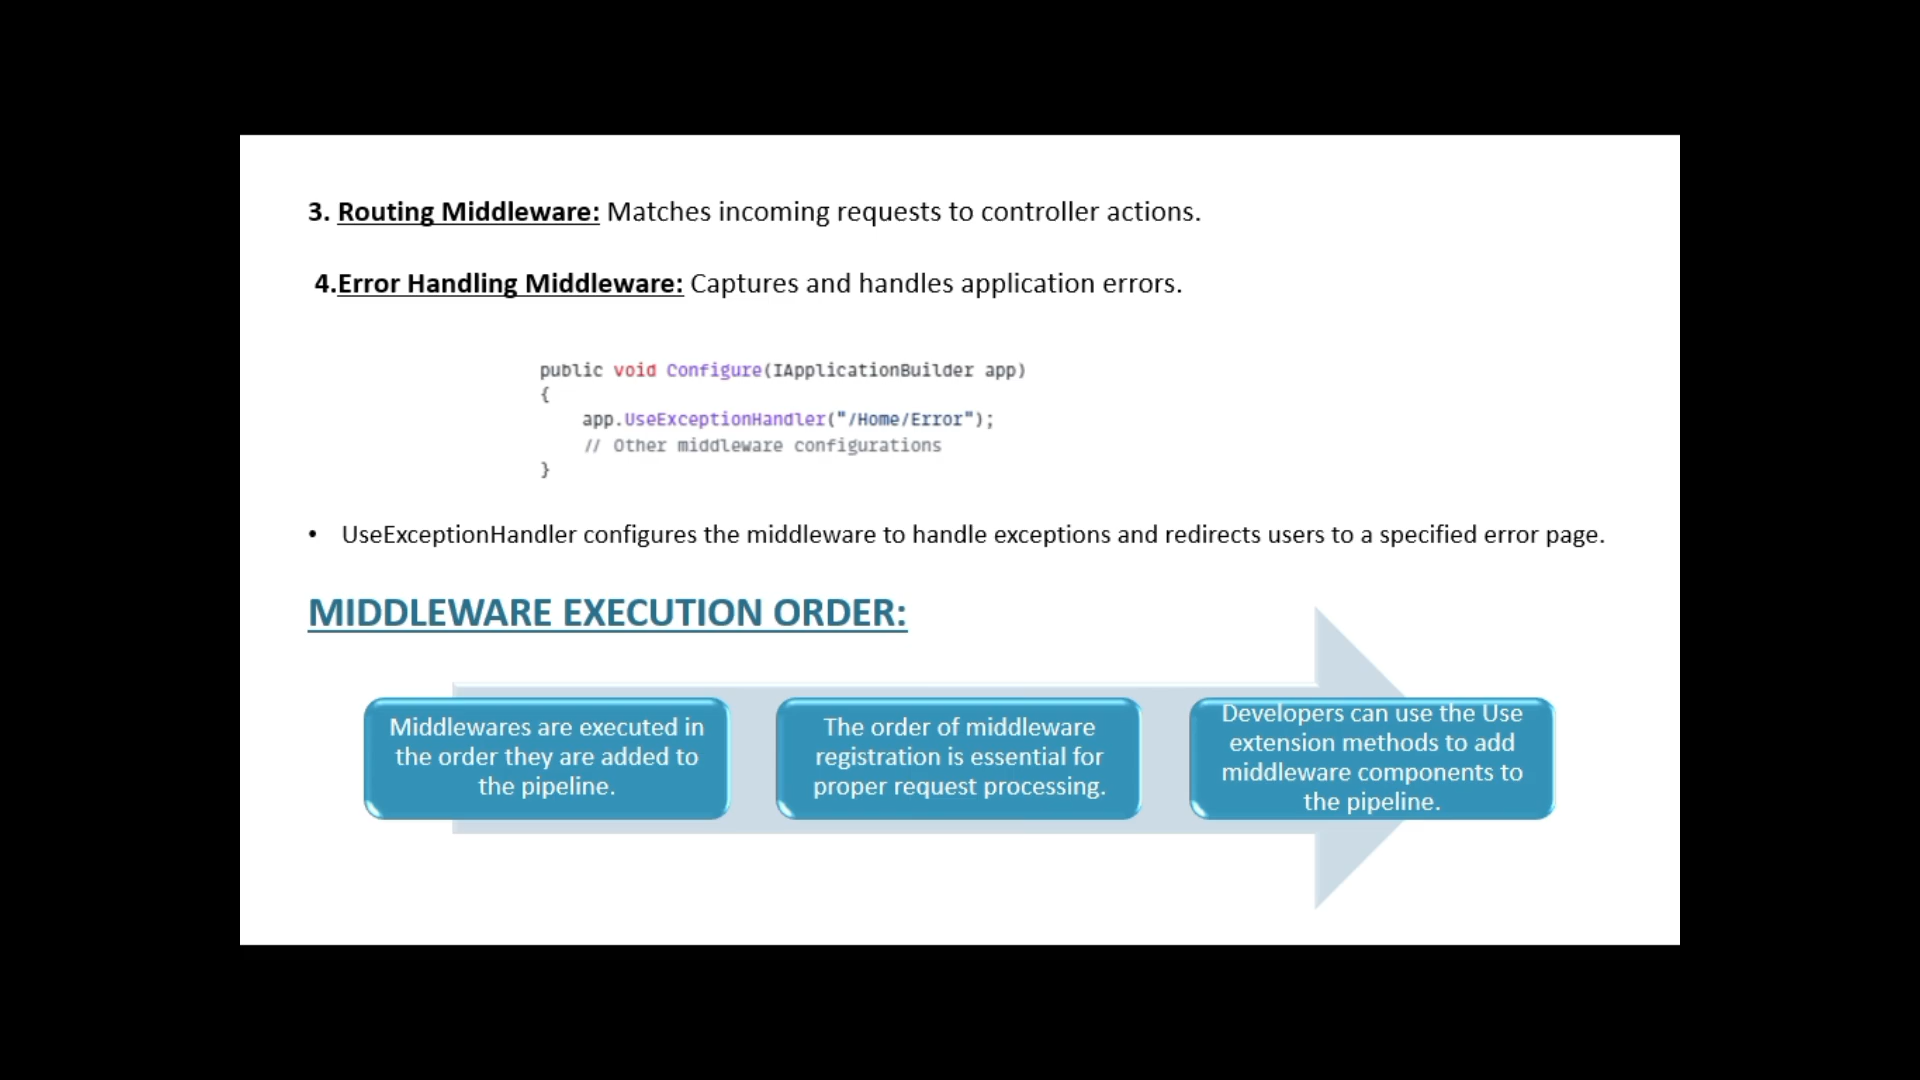 3. Routing Middleware: Matches incoming requests to controller actions.
4.Error Handling Middleware: Captures and handles application errors.
public void Configure(IApplicationBuilder app)
{
    app.UseExceptionHandler("/Home/Error");
    // Other middleware configurations
}
• UseExceptionHandler configures the middleware to handle exceptions and redirects users to a specified error page.
MIDDLEWARE EXECUTION ORDER:
Middlewares are executed in
the order they are added to
the pipeline.
The order of middleware
registration is essential for
proper request processing.
Developers can use the Use
extension methods to add
middleware components to
the pipeline.